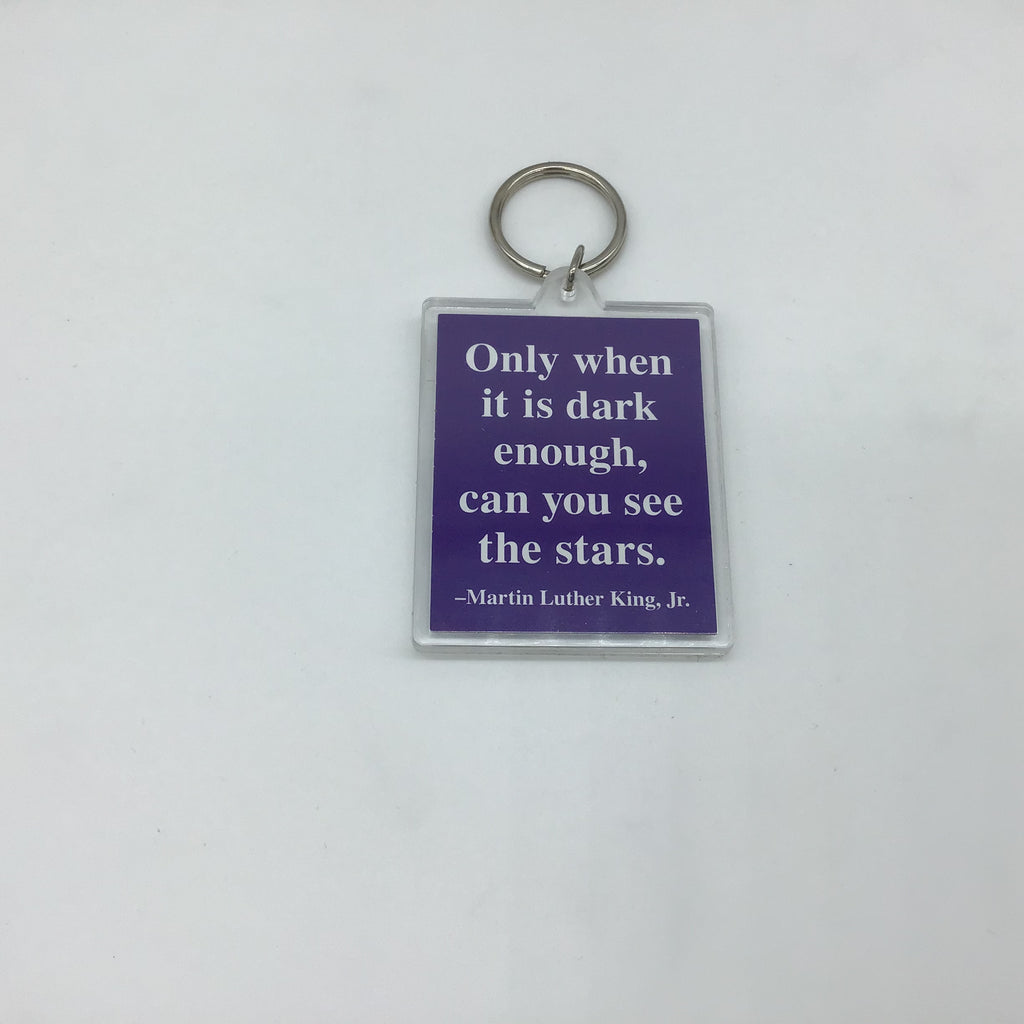 Only when
it is dark
enough,
can you see
the stars.
–Martin Luther King, Jr.